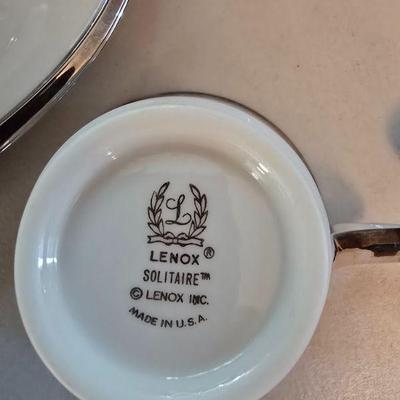 L
LENOX®
SOLITAIRE™
© LENOX INC.
MADE IN U.S.A.